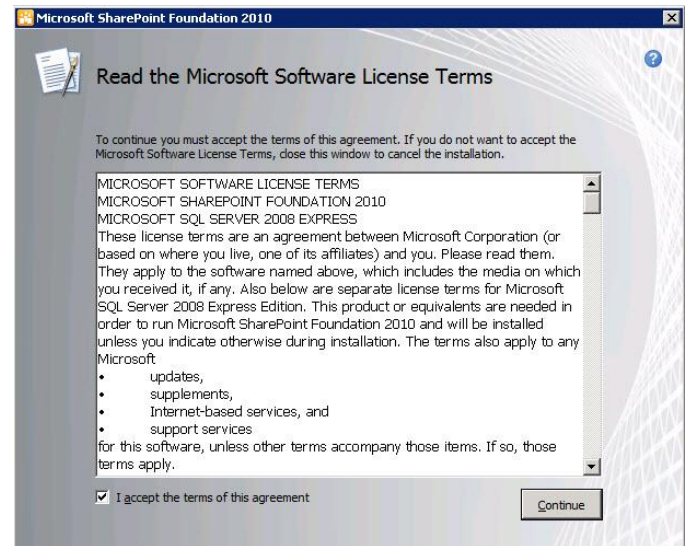 Microsoft SharePoint Foundation 2010
Read the Microsoft Software License Terms
To continue you must accept the terms of this agreement. If you do not want to accept the
Microsoft Software License Terms, close this window to cancel the installation.
MICROSOFT SOFTWARE LICENSE TERMS
MICROSOFT SHAREPOINT FOUNDATION 2010
MICROSOFT SQL SERVER 2008 EXPRESS
These license terms are an agreement between Microsoft Corporation (or
based on where you live, one of its affiliates) and you. Please read them.
They apply to the software named above, which includes the media on which
you received it, if any. Also below are separate license terms for Microsoft
SQL Server 2008 Express Edition. This product or equivalents are needed in
order to run Microsoft SharePoint Foundation 2010 and will be installed
unless you indicate otherwise during installation. The terms also apply to any
Microsoft
• updates,
• supplements,
• Internet-based services, and
• support services
for this software, unless other terms accompany those items. If so, those
terms apply.
I accept the terms of this agreement
Continue